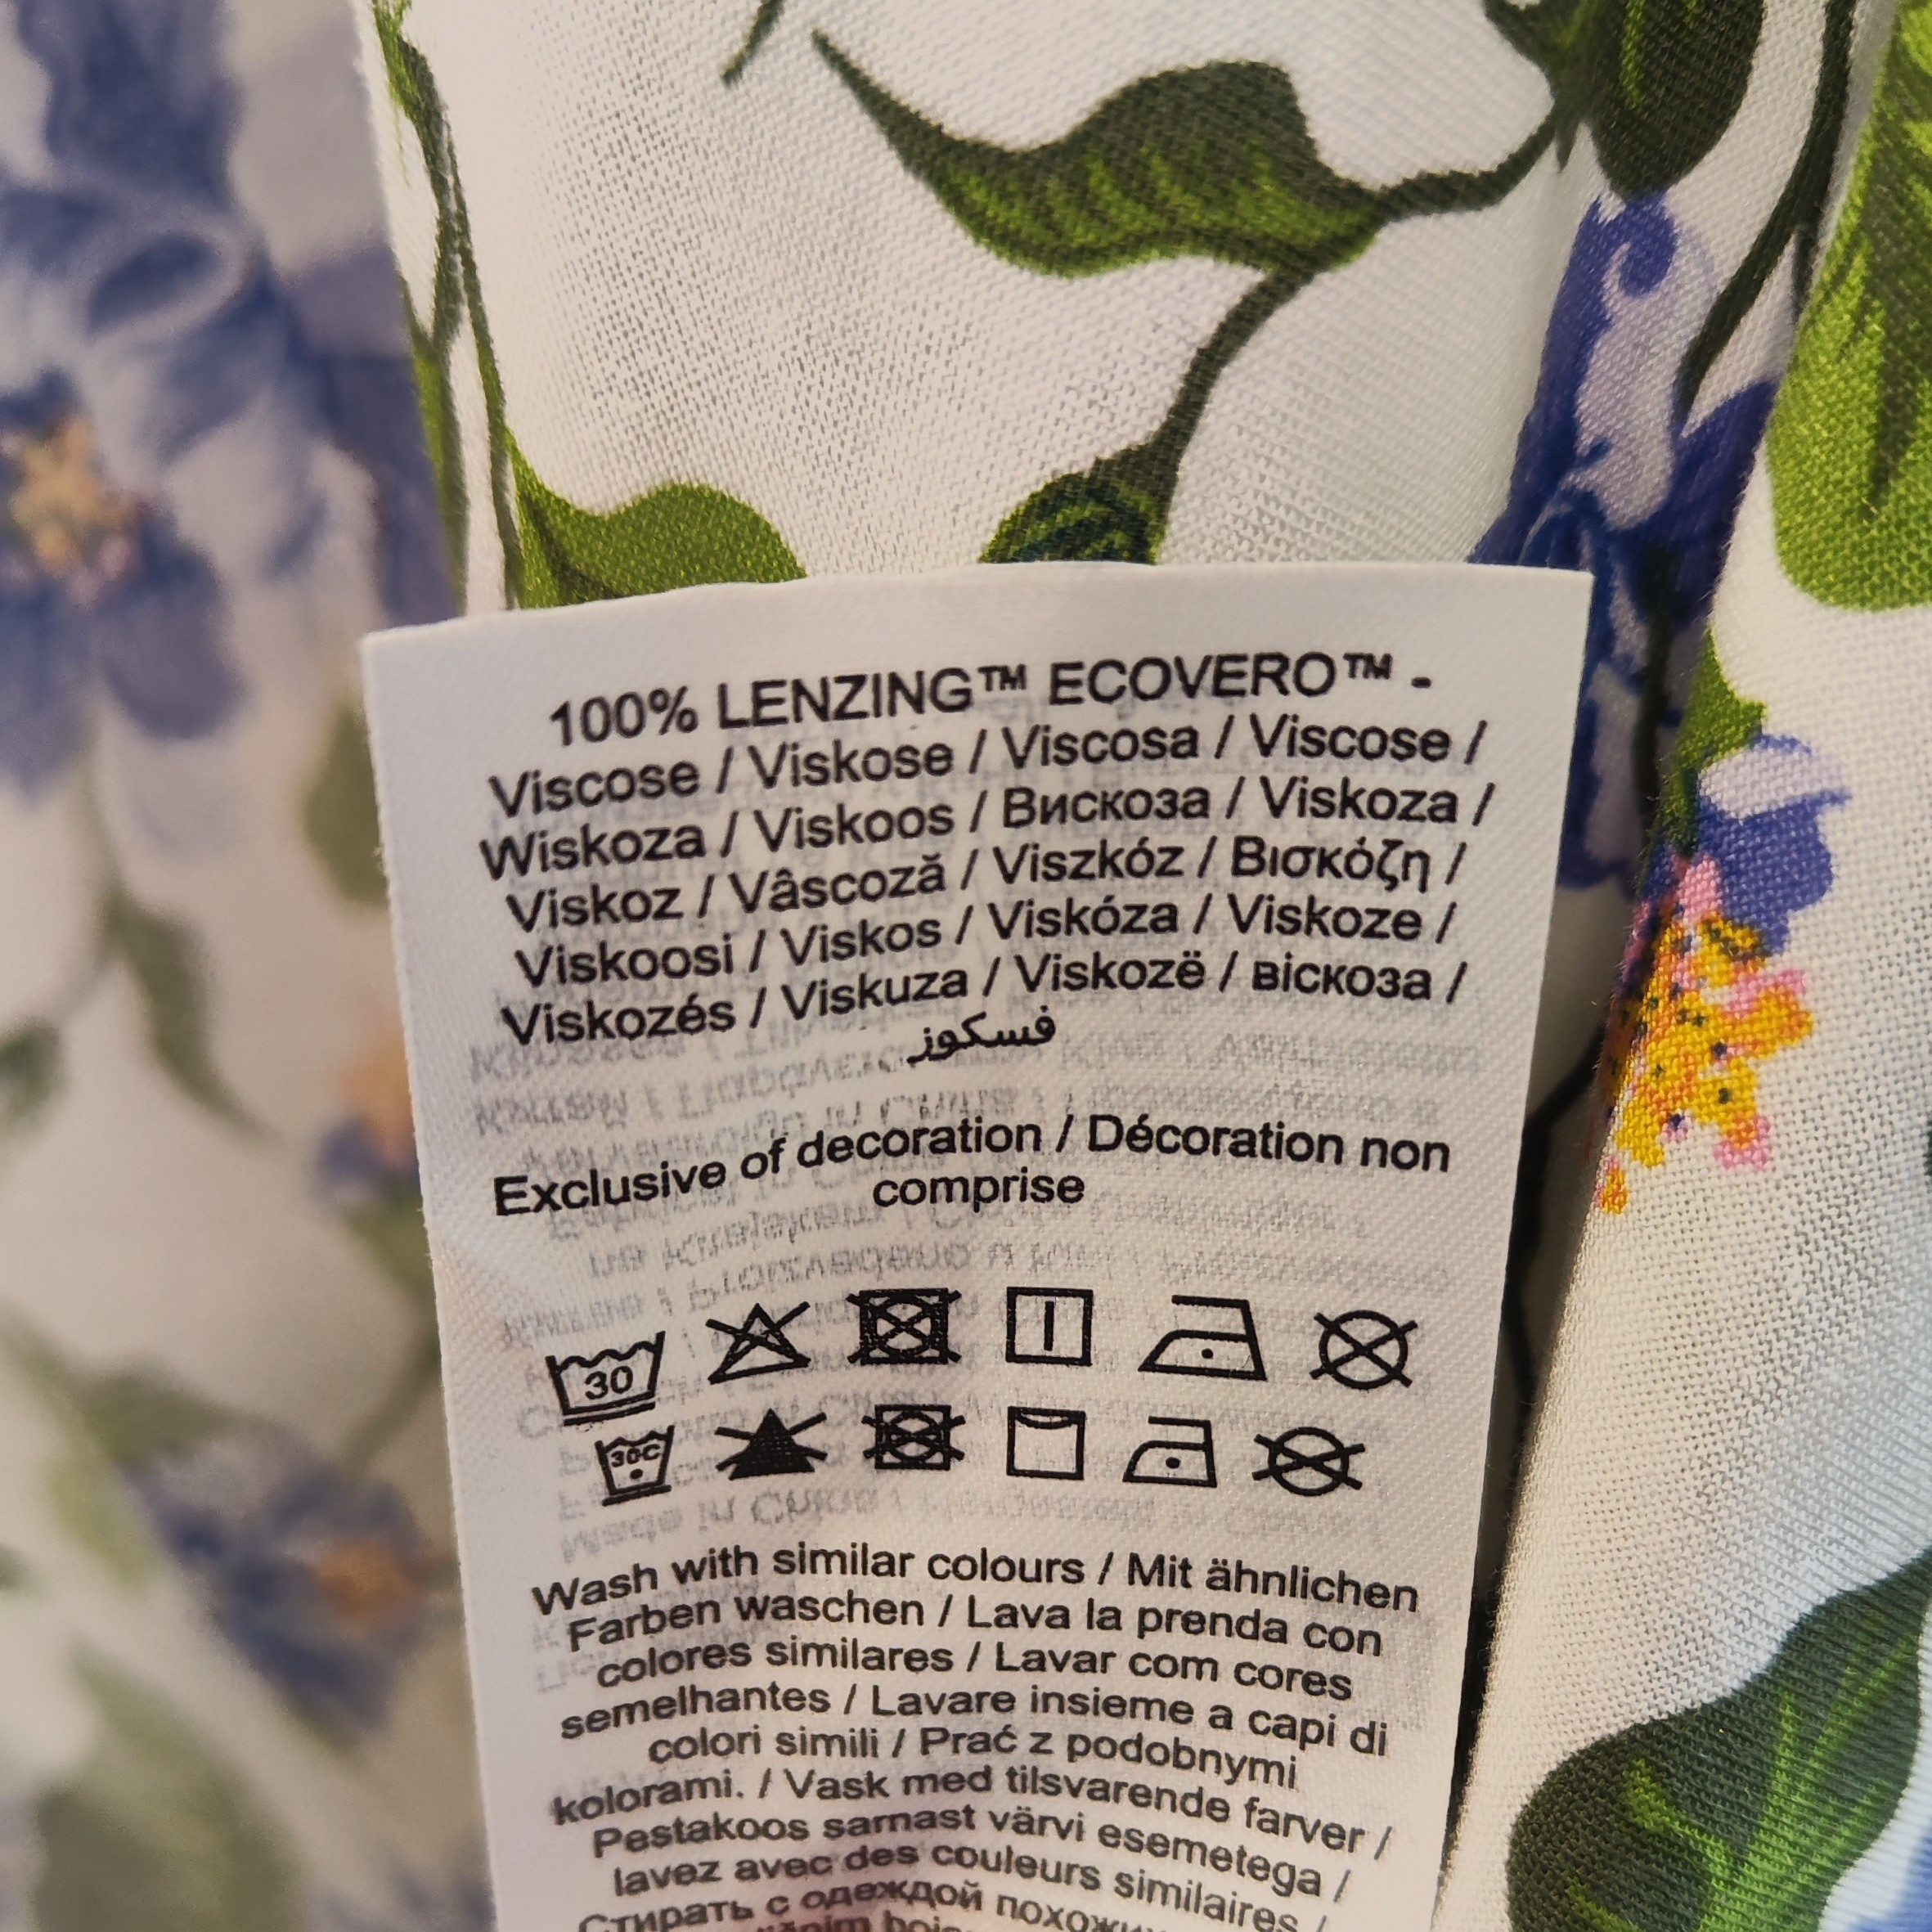 100% LENZING™ ECOVERO™ -
Viscose / Viskose / Viscosa / Viscose /
Wiskoza / Viskoos / Вискоза / Viskoza /
Viskoz / Vâscoză / Viszkóz / Βισκόζη /
Viskoosi / Viskos / Viskóza / Viskoze /
Viskozés / Viskuza / Viskozë / віскоза /
فسكوز
Exclusive of decoration / Décoration non
comprise
30
30C
Wash with similar colours / Mit ähnlichen
Farben waschen / Lava la prenda con
colores similares / Lavar com cores
semelhantes / Lavare insieme a capi di
colori simili / Prać z podobnymi
kolorami. / Vask med tilsvarende farver /
Pestakoos sarnast värvi esemetega /
lavez avec des couleurs similaires /
Стирать с одеждой